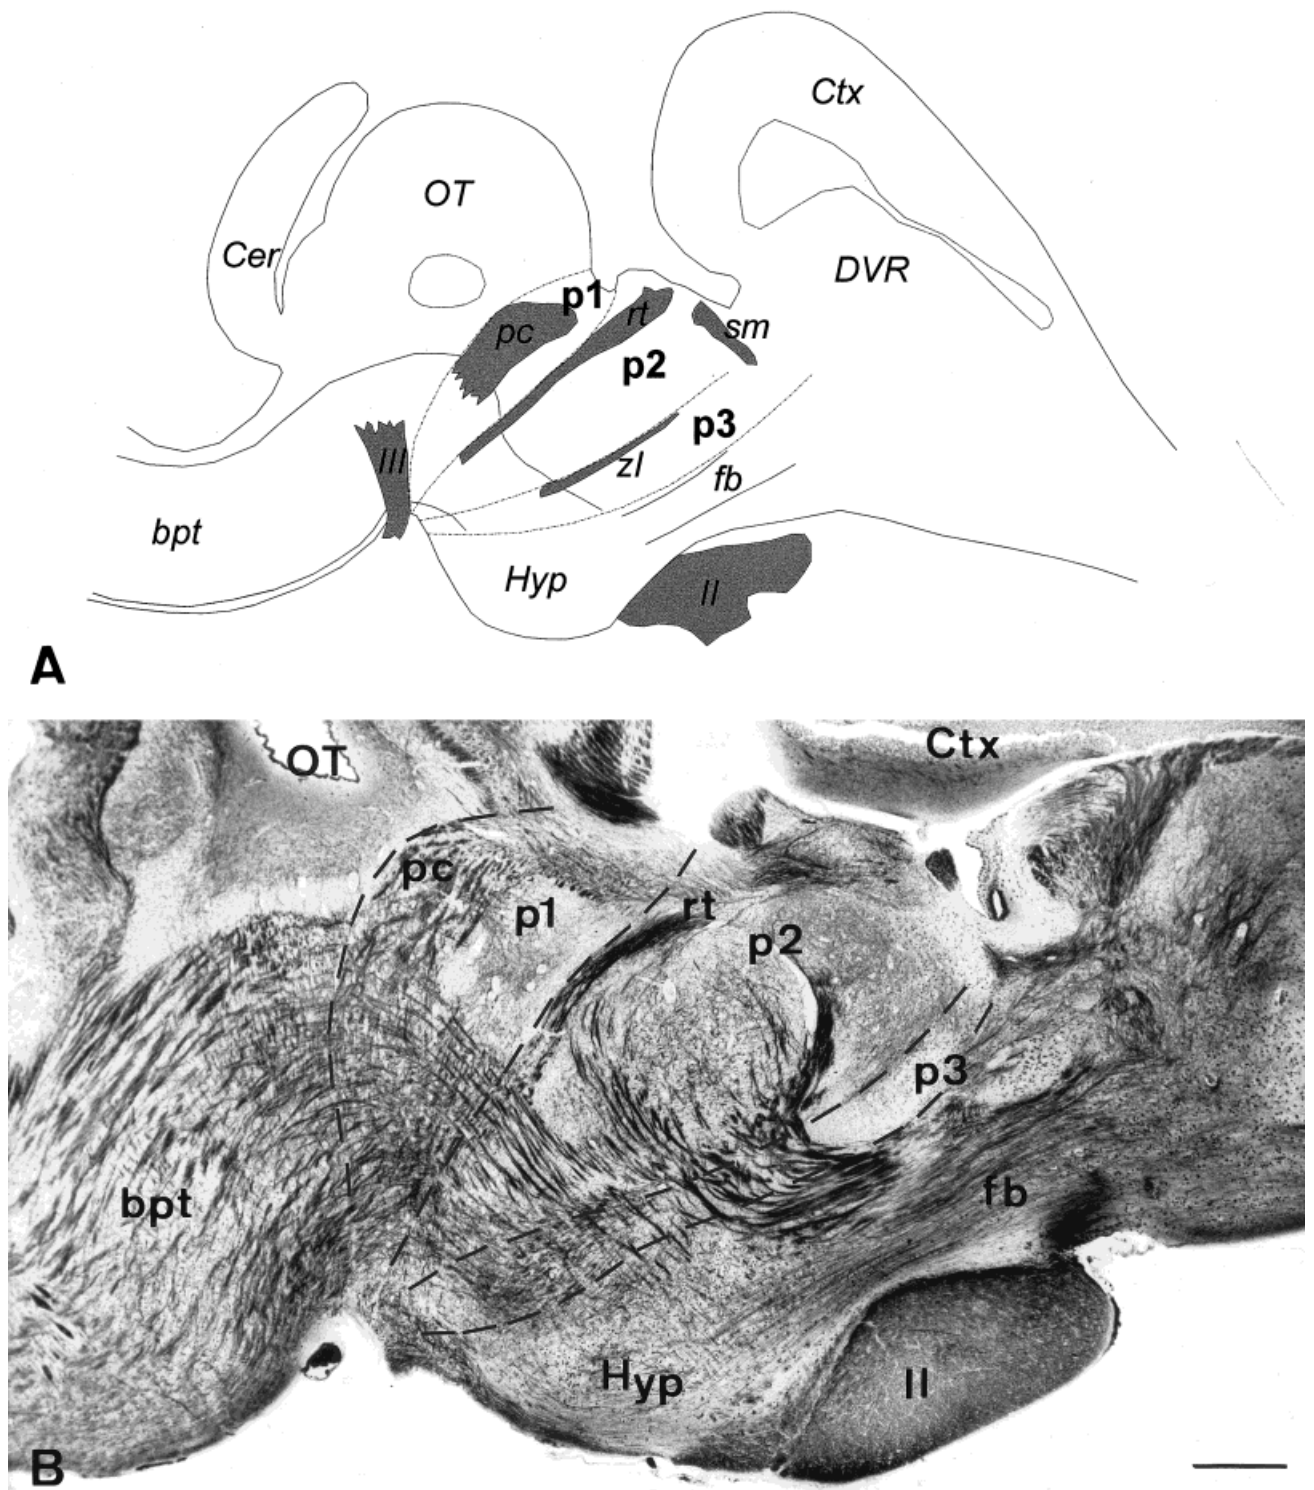 Ctx
OT
Cer
DVR
p1
pc
rt
sm
p2
p3
III
zl
fb
bpt
Hyp
II
A
OT
Ctx
pc
p1
rt
p2
p3
bpt
fb
Hyp
II
B